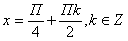 x = П/4 + Пk/2, k ∈ Z